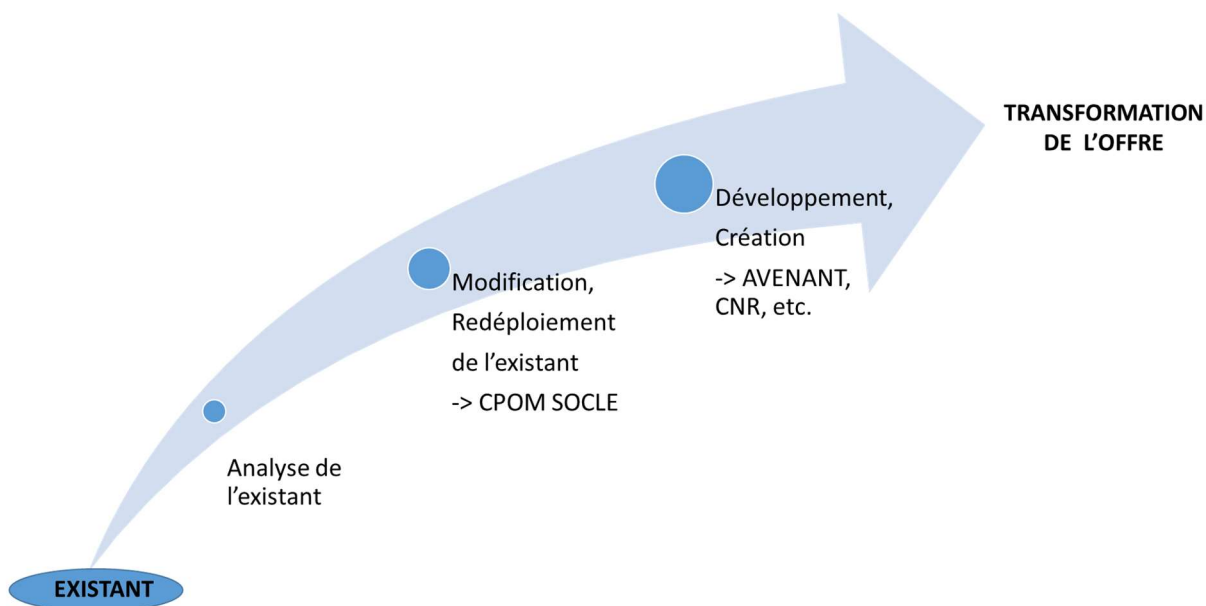 EXISTANT
Analyse de
l’existant
Modification,
Redéploiement
de l’existant
-> CPOM SOCLE
Développement,
Création
-> AVENANT,
CNR, etc.
TRANSFORMATION
DE L’OFFRE